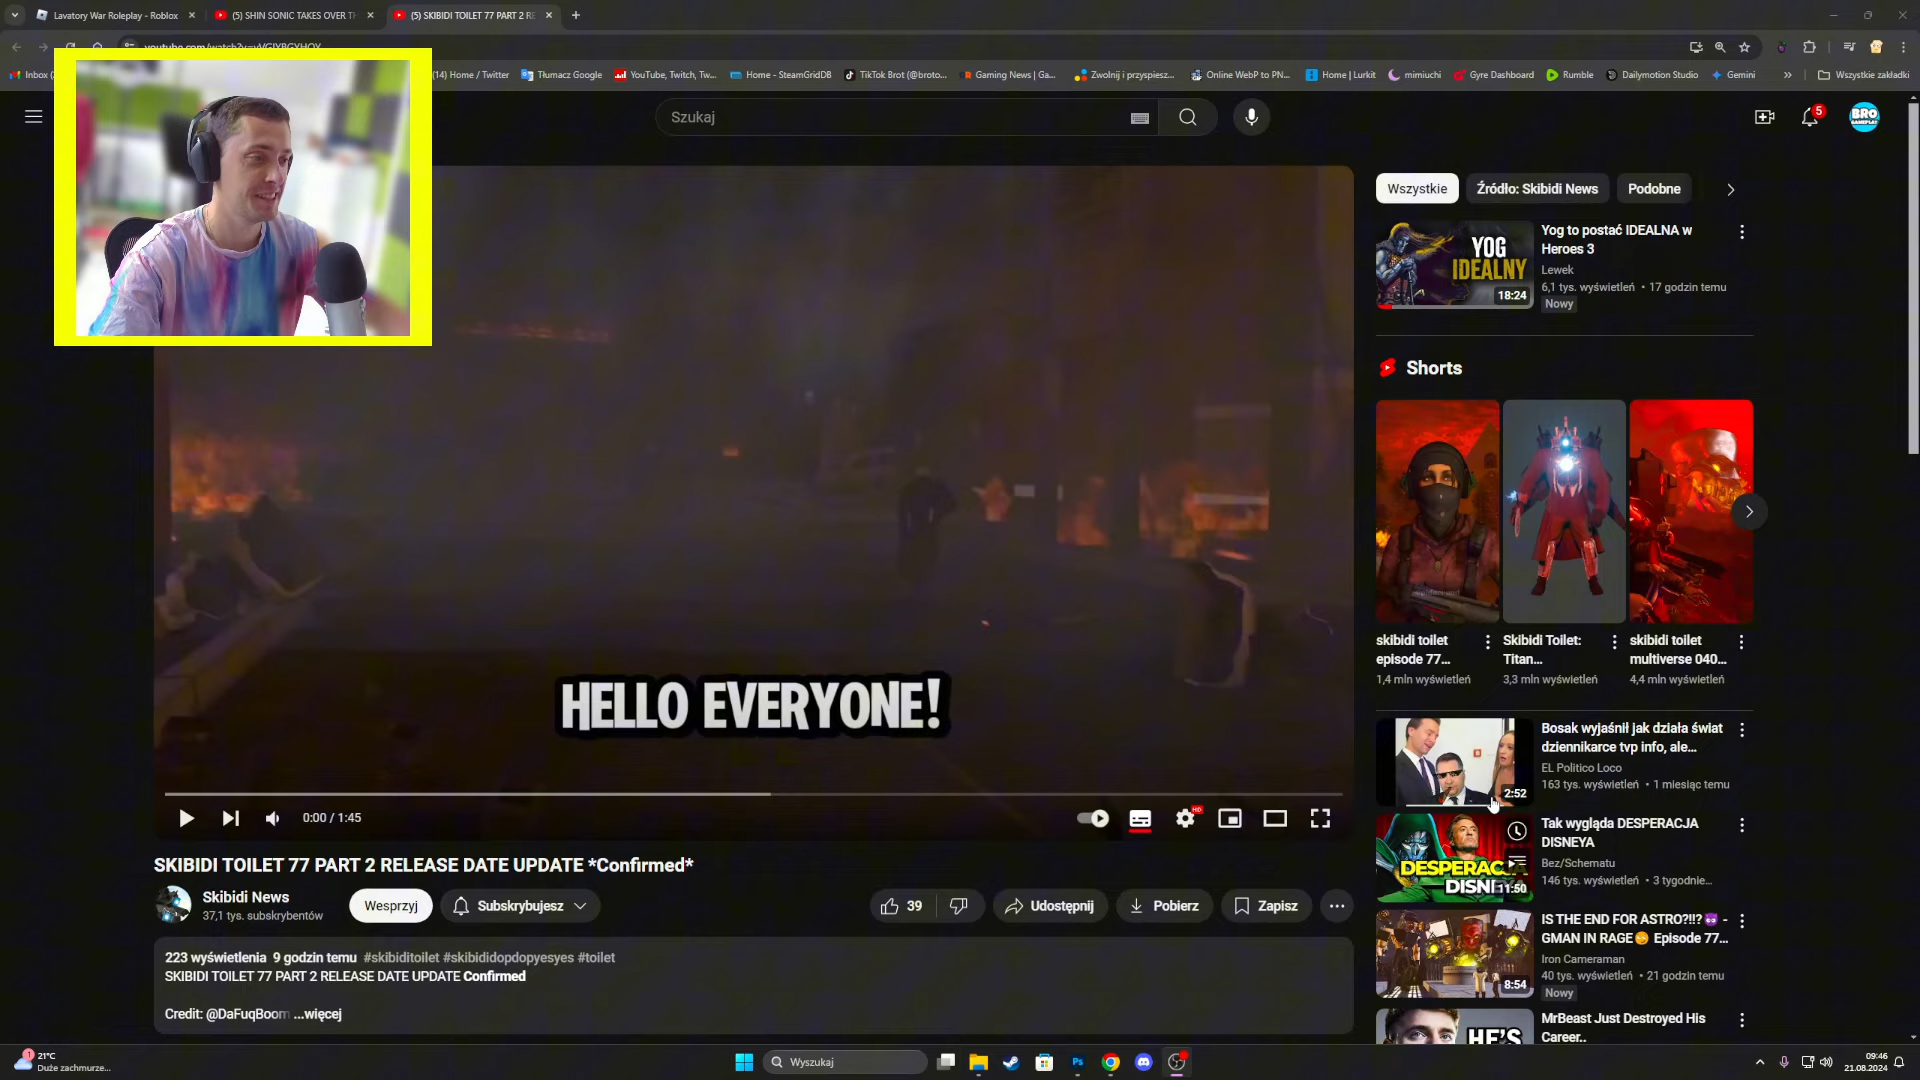 Lavatory War Roleplay - Roblox
(5) SHIN SONIC TAKES OVER TH
(5) SKIBIDI TOILET 77 PART 2 RE
Inbox (
(14) Home / Twitter
Tłumacz Google
YouTube, Twitch, Tw...
Home - SteamGridDB
TikTok Brot (@broto...
Gaming News | Ga...
Zwolnij i przyspiesz...
Online WebP to PN...
Home | Lurkit
mimiuchi
Gyre Dashboard
Rumble
Dailymotion Studio
Gemini
Wszystkie zakładki
Szukaj
5
BRO
GAMEPLAY
Wszystkie
Źródło: Skibidi News
Podobne
YOG
IDEALNY
18:24
Yog to postać IDEALNA w
Heroes 3
Lewek
6,1 tys. wyświetleń • 17 godzin temu
Nowy
Shorts
skibidi toilet
episode 77...
1,4 mln wyświetleń
Skibidi Toilet:
Titan...
3,3 mln wyświetleń
skibidi toilet
multiverse 040...
4,4 mln wyświetleń
HELLO EVERYONE!
0:00 / 1:45
HD
2:52
Bosak wyjaśnił jak działa świat
dziennikarce tvp info, ale...
EL Politico Loco
163 tys. wyświetleń • 1 miesiąc temu
DESPERAC
DISN
11:50
Tak wygląda DESPERACJA
DISNEYA
Bez/Schematu
146 tys. wyświetleń • 3 tygodnie...
8:54
IS THE END FOR ASTRO?!!? -
GMAN IN RAGE Episode 77...
Iron Cameraman
40 tys. wyświetleń • 21 godzin temu
Nowy
HE'S
MrBeast Just Destroyed His
Career..
SKIBIDI TOILET 77 PART 2 RELEASE DATE UPDATE *Confirmed*
Skibidi News
37,1 tys. subskrybentów
Wesprzyj
Subskrybujesz
39
Udostępnij
Pobierz
Zapisz
223 wyświetlenia 9 godzin temu #skibiditoilet #skibididopdopyesyes #toilet
SKIBIDI TOILET 77 PART 2 RELEASE DATE UPDATE Confirmed
Credit: @DaFuqBoom ...więcej
1
21°C
Duże zachmurze...
Wyszukaj
Ps
09:46
21.08.2024